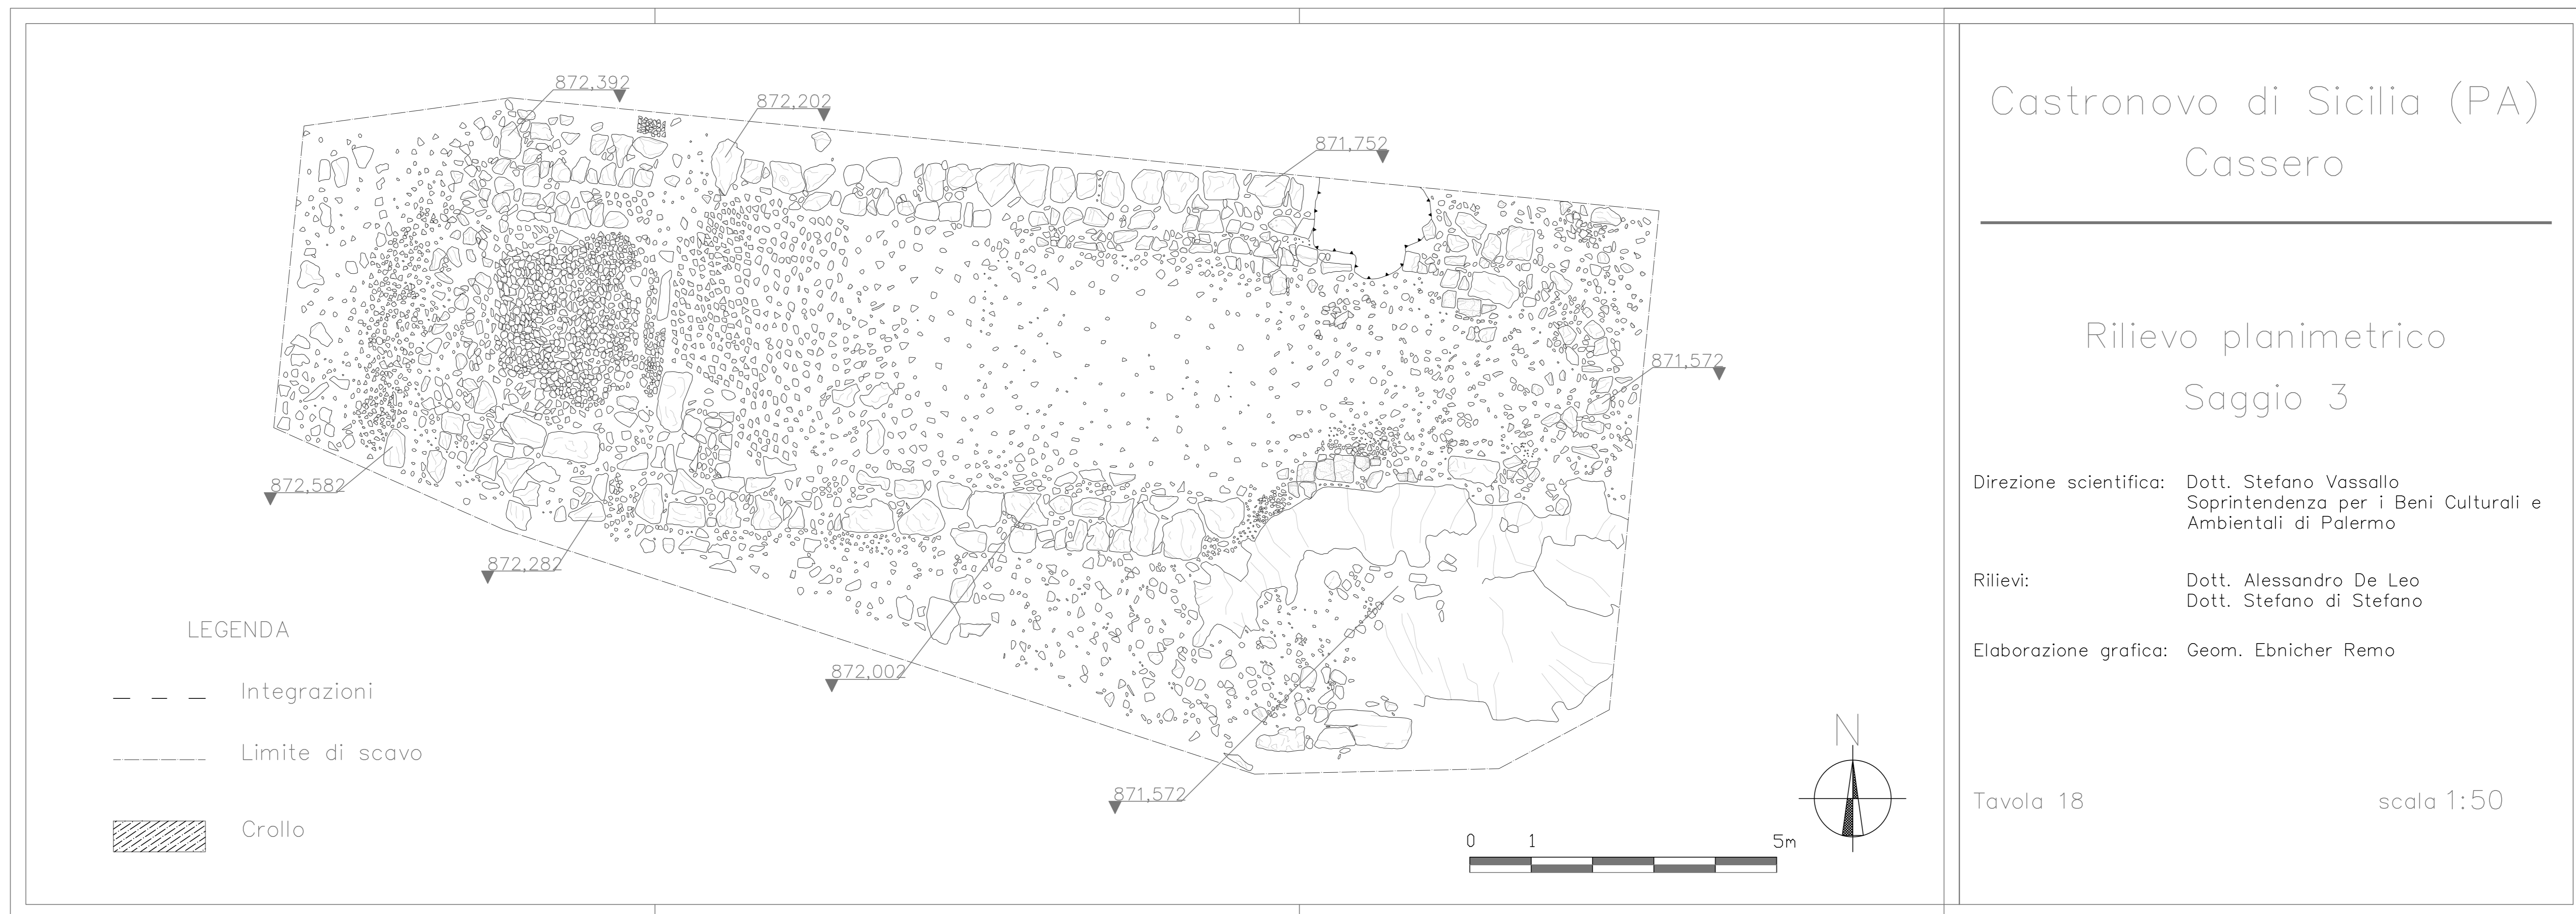 872,392
872,202
871,752
871,572
872,582
872,282
872,002
871,572
LEGENDA
Integrazioni
Limite di scavo
Crollo
0 1 5m
N
Castronovo di Sicilia (PA)
Cassero
Rilievo planimetrico
Saggio 3
Direzione scientifica: Dott. Stefano Vassallo
Soprintendenza per i Beni Culturali e
Ambientali di Palermo
Rilievi: Dott. Alessandro De Leo
Dott. Stefano di Stefano
Elaborazione grafica: Geom. Ebnicher Remo
Tavola 18 scala 1:50